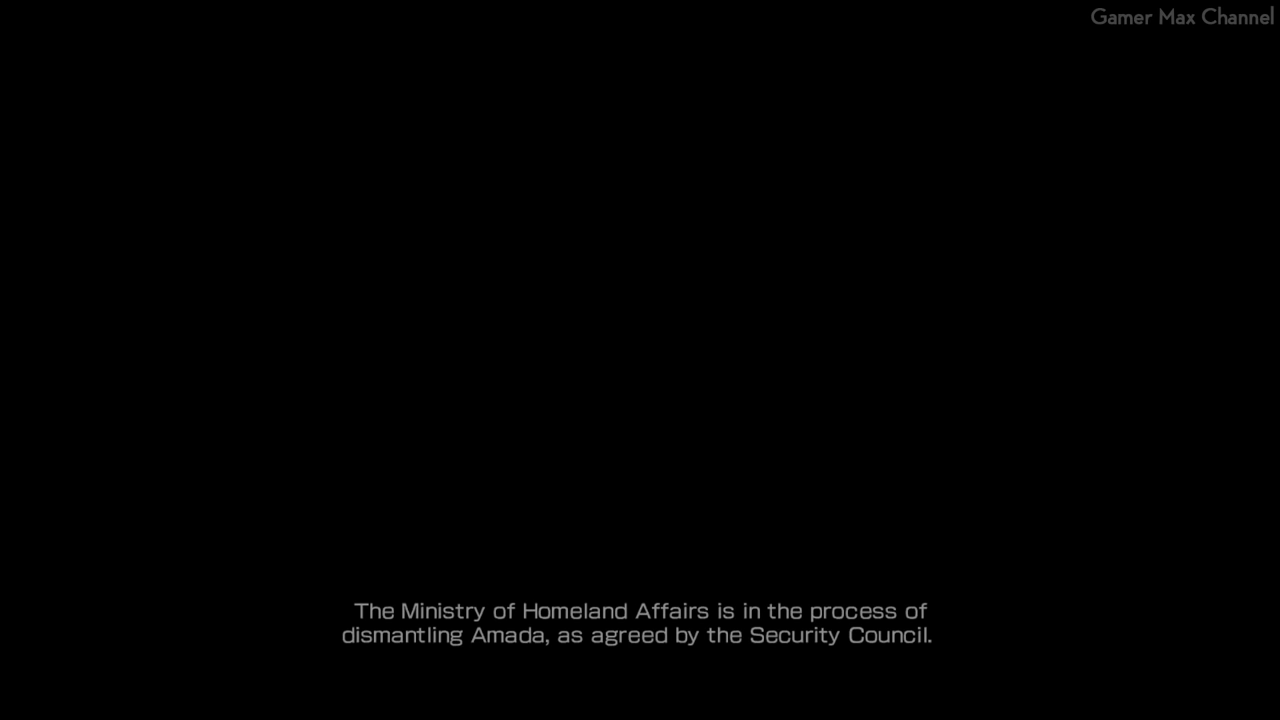 Gamer Max Channel
The Ministry of Homeland Affairs is in the process of
dismantling Amada, as agreed by the Security Council.